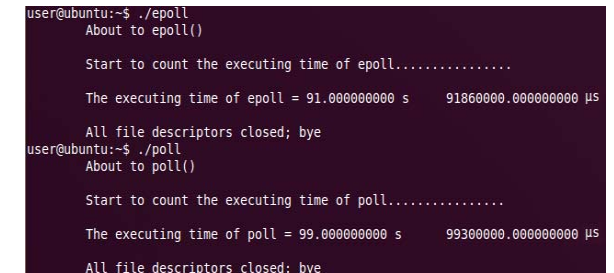 user@ubuntu:~$ ./epoll
About to epoll()
Start to count the executing time of epoll................
The executing time of epoll = 91.000000000 s 91860000.000000000 µs
All file descriptors closed; bye
user@ubuntu:~$ ./poll
About to poll()
Start to count the executing time of poll................
The executing time of poll = 99.000000000 s 99300000.000000000 µs
All file descriptors closed; bye